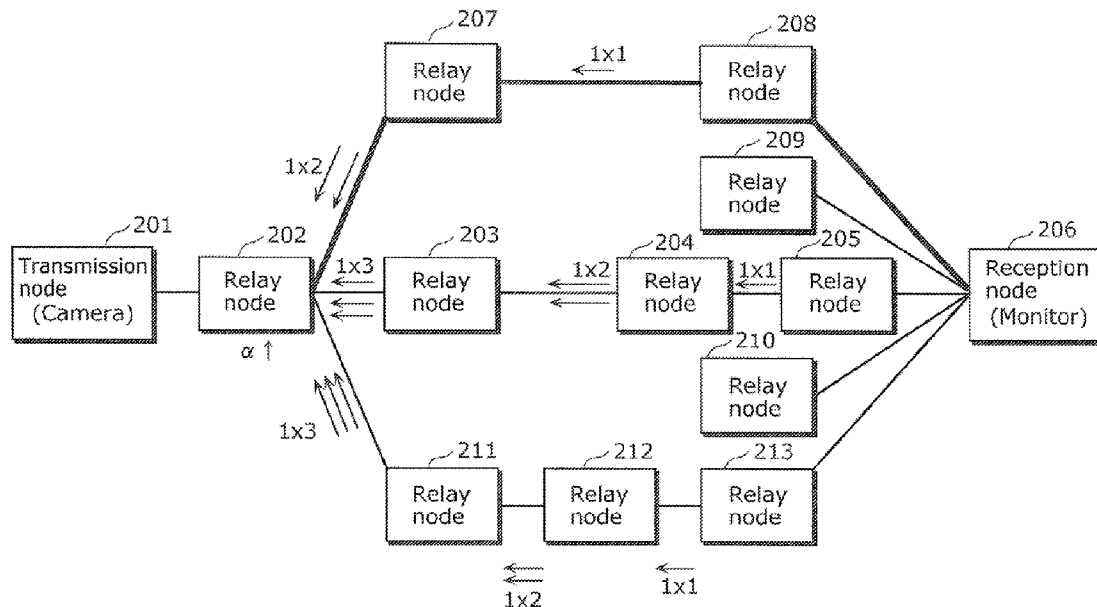 207
Relay
node
1x1
208
Relay
node
1x2
209
Relay
node
201
Transmission
node
(Camera)
202
Relay
node
α ↑
1x3
203
Relay
node
1x2
204
Relay
node
1x1
205
Relay
node
206
Reception
node
(Monitor)
210
Relay
node
1x3
211
Relay
node
212
Relay
node
213
Relay
node
1x2
1x1